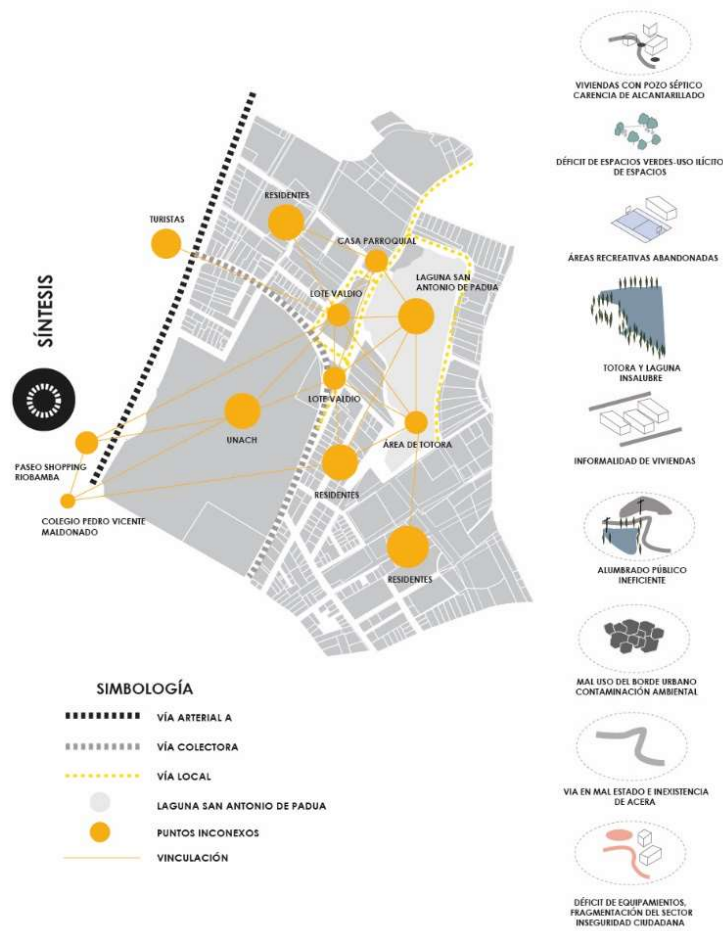 VIVIENDAS CON POZO SÉPTICO
CARENCIA DE ALCANTARILLADO
DÉFICIT DE ESPACIOS VERDES-USO ILÍCITO
DE ESPACIOS
ÁREAS RECREATIVAS ABANDONADAS
TOTORA Y LAGUNA
INSALUBRE
INFORMALIDAD DE VIVIENDAS
ALUMBRADO PÚBLICO
INEFICIENTE
MAL USO DEL BORDE URBANO
CONTAMINACIÓN AMBIENTAL
VIA EN MAL ESTADO E INEXISTENCIA
DE ACERA
DÉFICIT DE EQUIPAMIENTOS,
FRAGMENTACIÓN DEL SECTOR
INSEGURIDAD CIUDADANA
SÍNTESIS
RESIDENTES
TURISTAS
CASA PARROQUIAL
LAGUNA SAN
ANTONIO DE PADUA
LOTE VALDIO
LOTE VALDIO
UNACH
ÁREA DE TOTORA
PASEO SHOPPING
RIOBAMBA
RESIDENTES
COLEGIO PEDRO VICENTE
MALDONADO
RESIDENTES
SIMBOLOGÍA
VÍA ARTERIAL A
VÍA COLECTORA
VÍA LOCAL
LAGUNA SAN ANTONIO DE PADUA
PUNTOS INCONEXOS
VINCULACIÓN